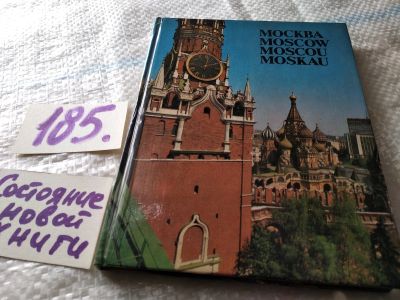 МОСКВА
MOSCOW
MOSCOU
MOSKAU
185.
Состояние
новой
книги